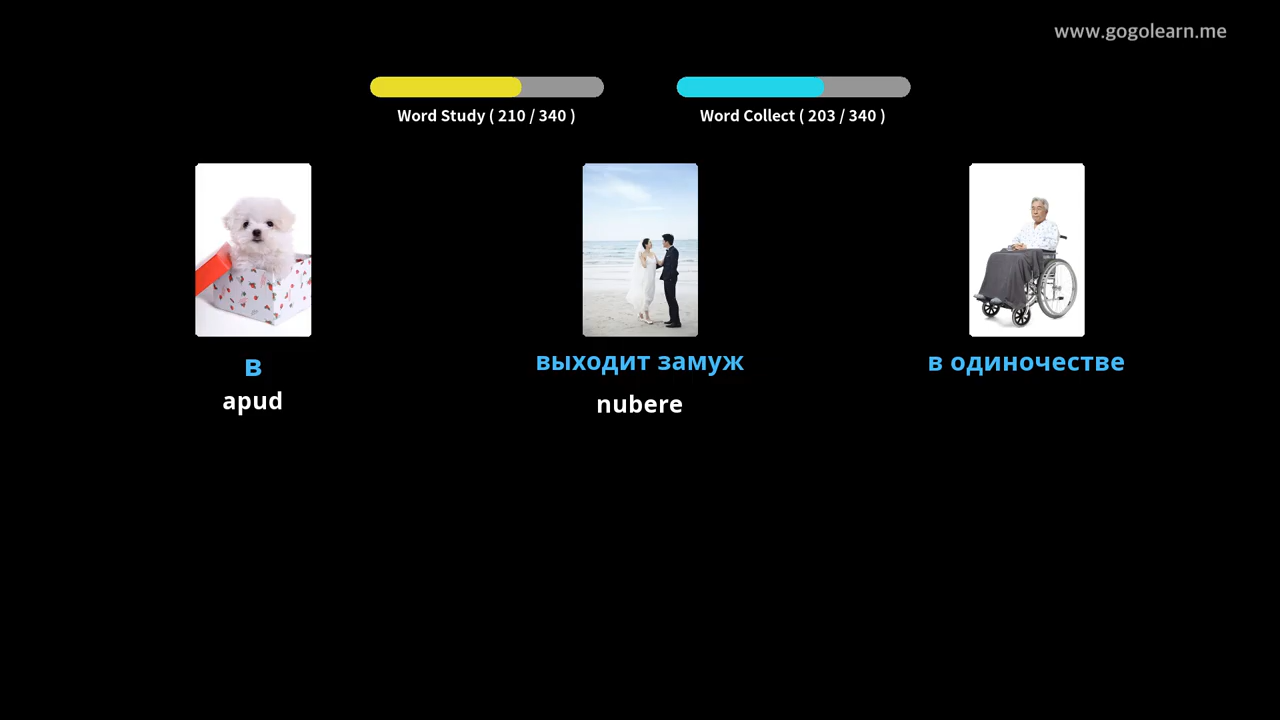 www.gogolearn.me
Word Study ( 210 / 340 )
Word Collect ( 203 / 340 )
в
apud
выходит замуж
nubere
в одиночестве